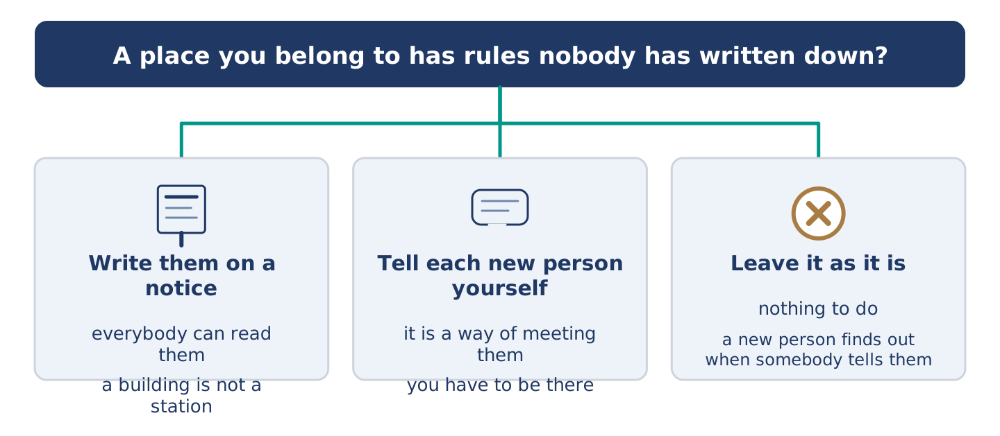 A place you belong to has rules nobody has written down?
Write them on a
notice
everybody can read
them
a building is not a
station
Tell each new person
yourself
it is a way of meeting
them
you have to be there
Leave it as it is
nothing to do
a new person finds out
when somebody tells them